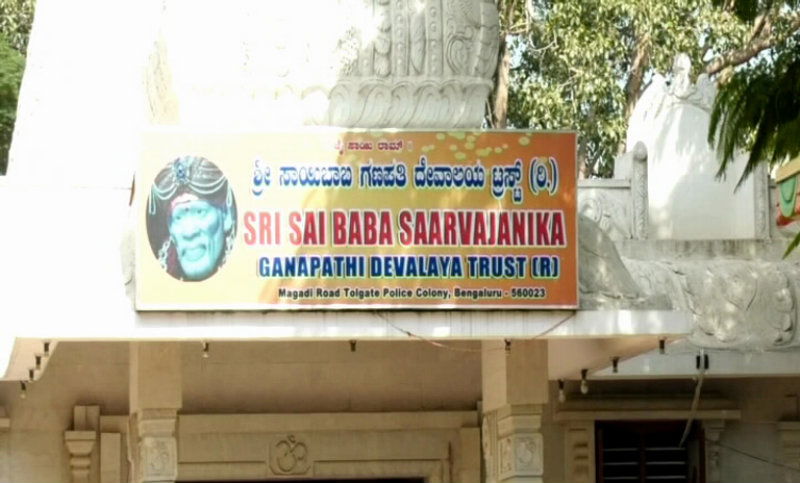 ಜೈ ಸಾಯಿ ರಾಮ್
ಶ್ರೀ ಸಾಯಿಬಾಬ ಗಣಪತಿ ದೇವಾಲಯ ಟ್ರಸ್ಟ್ (ರಿ.)
SRI SAI BABA SAARVAJANIKA
GANAPATHI DEVALAYA TRUST (R)
Magadi Road Tolgate Police Colony, Bengaluru - 560023
ॐ